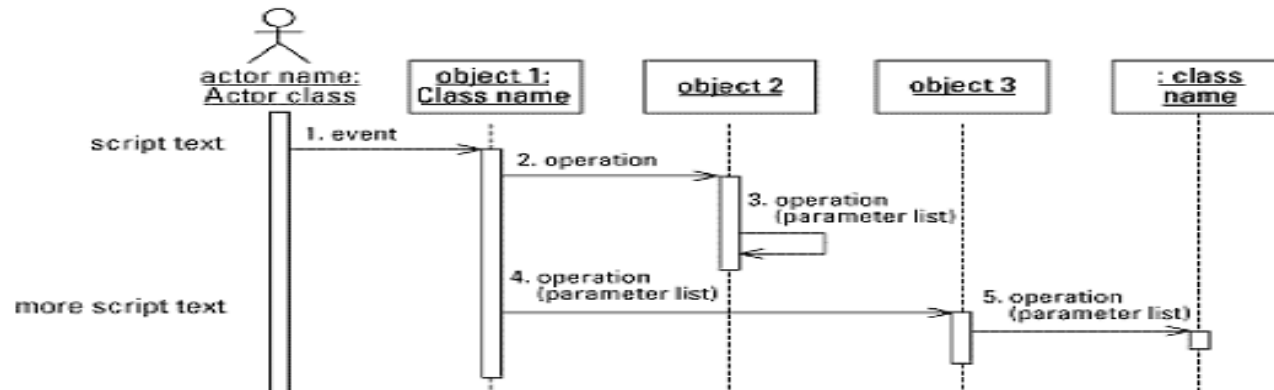 actor name:
Actor class
object 1:
Class name
object 2
object 3
: class
name
script text
1. event
2. operation
3. operation
(parameter list)
4. operation
(parameter list)
more script text
5. operation
(parameter list)